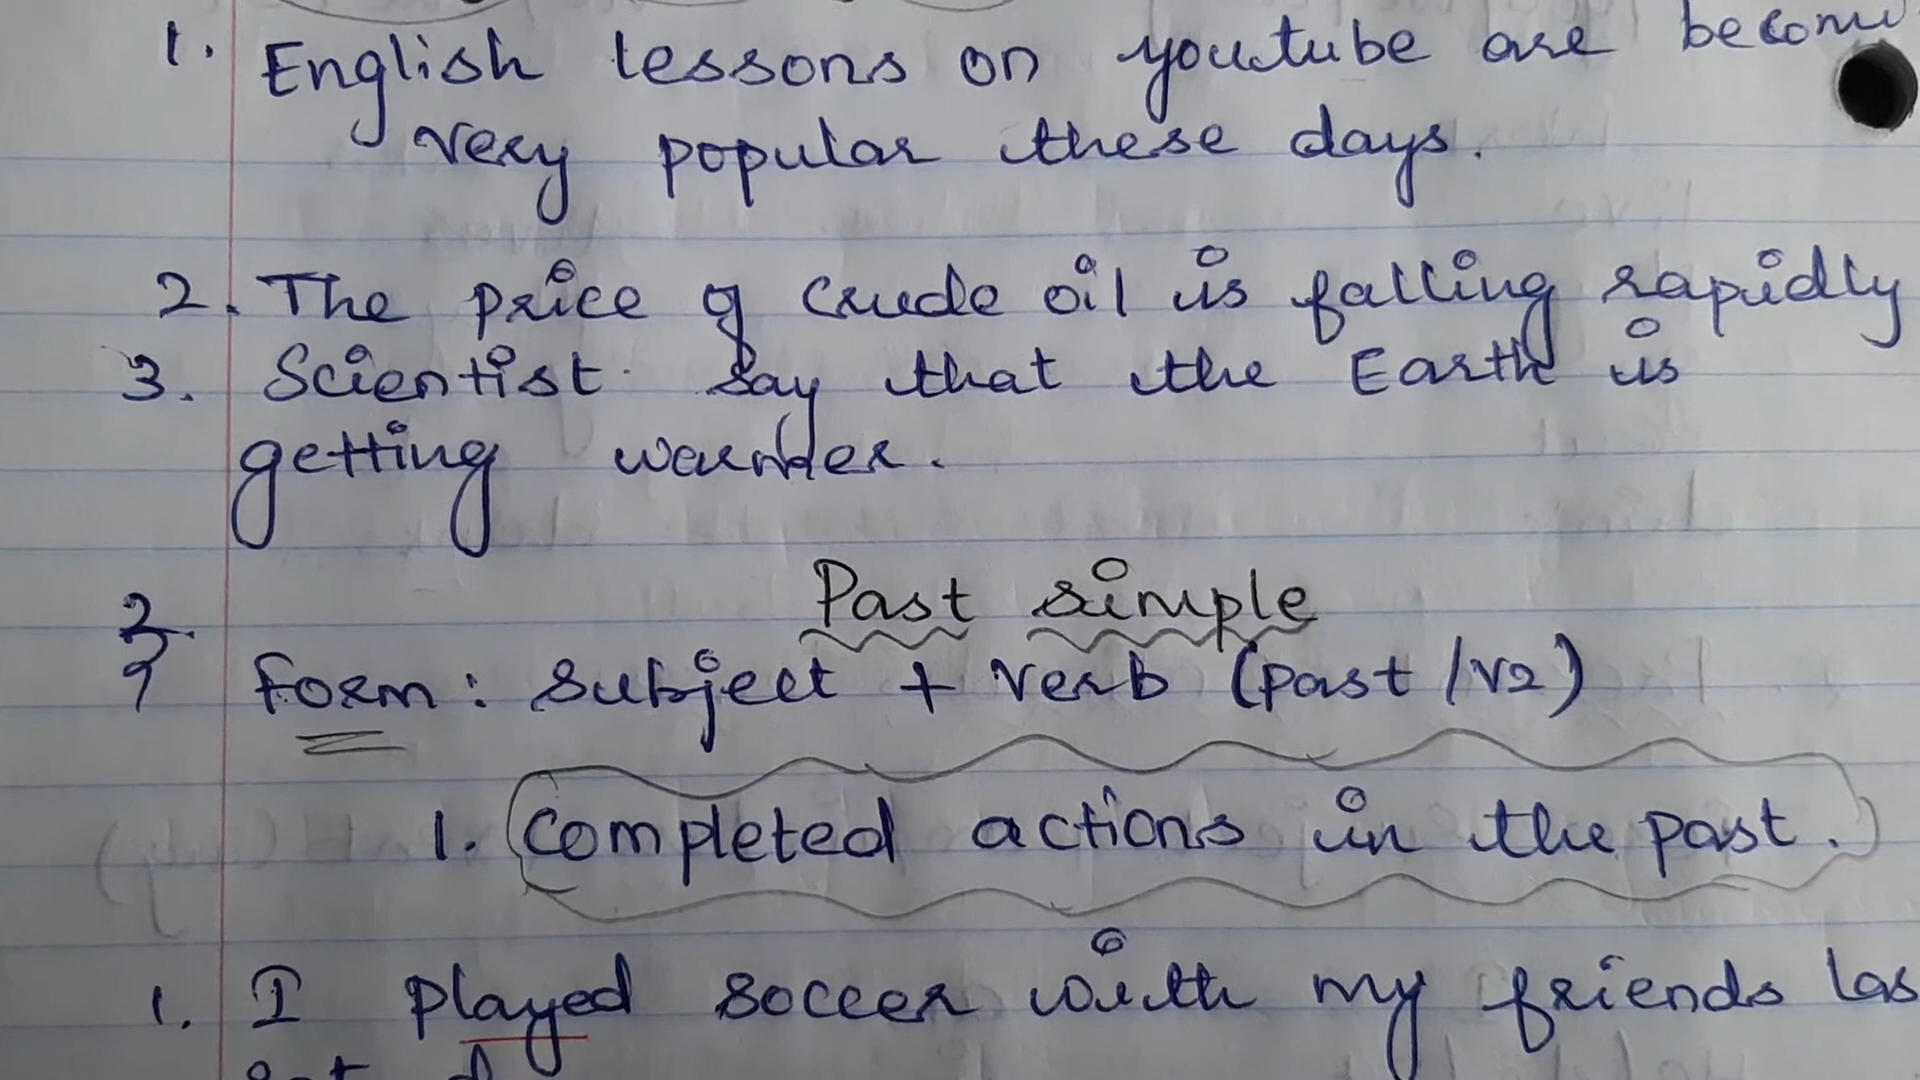 1. English lessons on youtube are
very popular these days.
2. The price of crude oil is falling rapidly
3. Scientist say that the Earth is
getting
Past simple
Form: Subject + Verb (past/v2)
1. Completed actions in the past.
1. I played soccer with my friends las